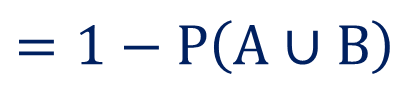 = 1 − P(A ∪ B)